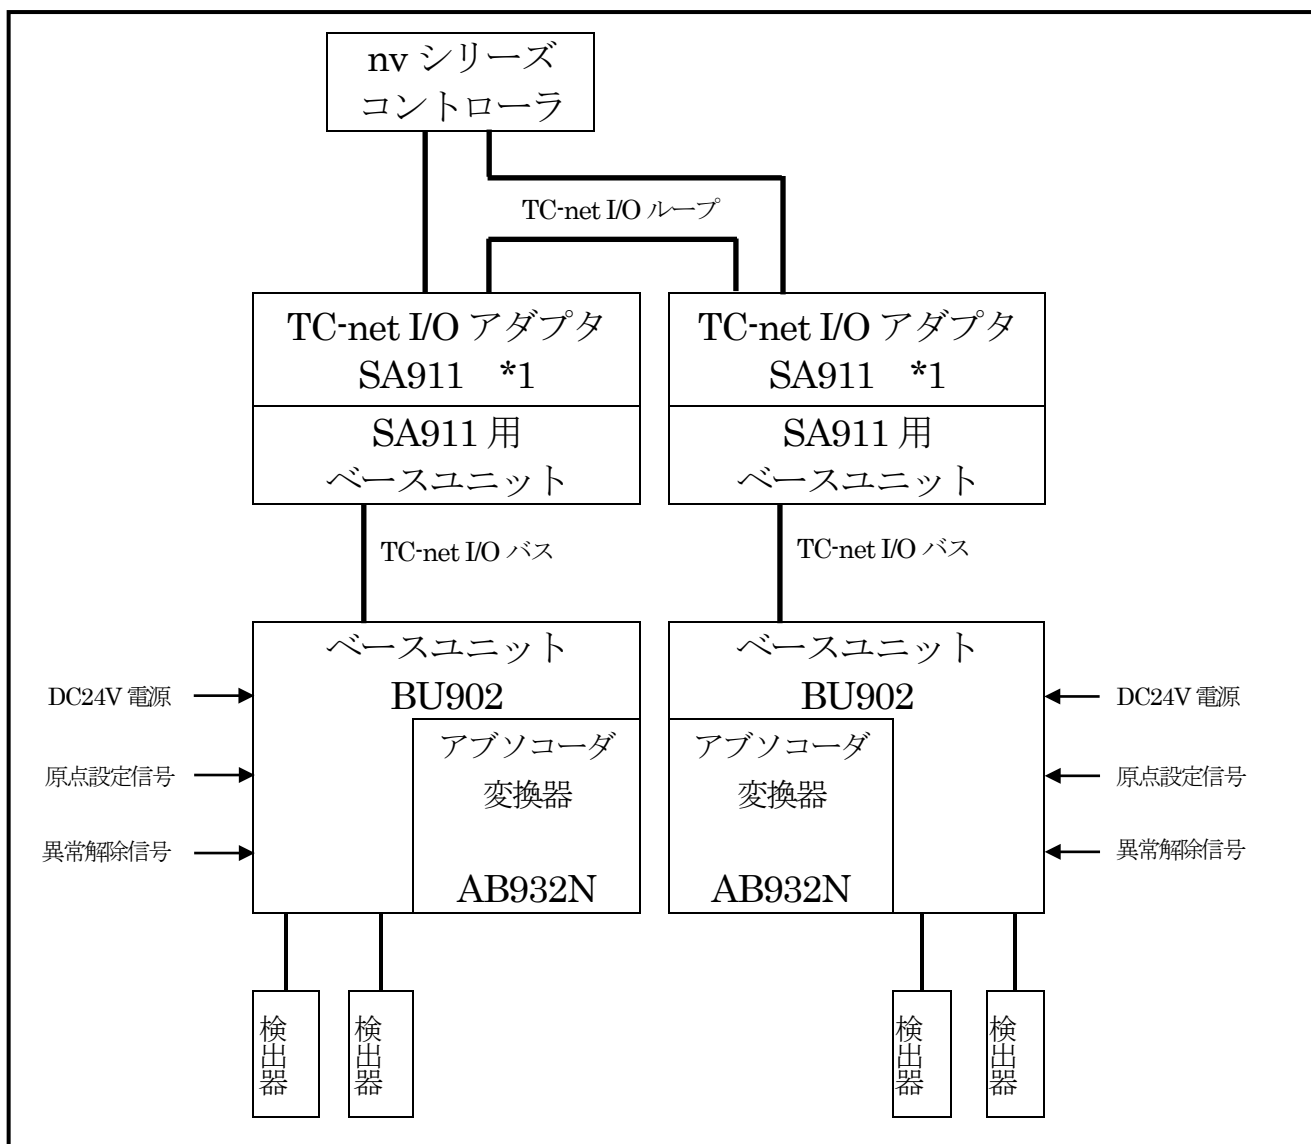 nv シリーズ
コントローラ
TC-net I/O ループ
TC-net I/O アダプタ
SA911 *1
SA911 用
ベースユニット
TC-net I/O アダプタ
SA911 *1
SA911 用
ベースユニット
TC-net I/O バス
TC-net I/O バス
ベースユニット
BU902
アブソコーダ
変換器
AB932N
DC24V 電源
原点設定信号
異常解除信号
ベースユニット
BU902
アブソコーダ
変換器
AB932N
DC24V 電源
原点設定信号
異常解除信号
検出器
検出器
検出器
検出器